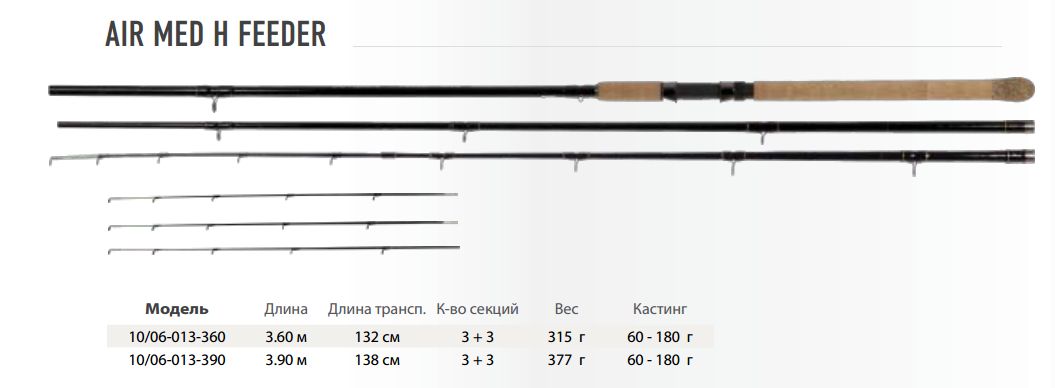 AIR MED H FEEDER
Модель Длина Длина трансп. К-во секций Вес Кастинг
10/06-013-360 3.60 м 132 см 3 + 3 315 г 60 - 180 г
10/06-013-390 3.90 м 138 см 3 + 3 377 г 60 - 180 г